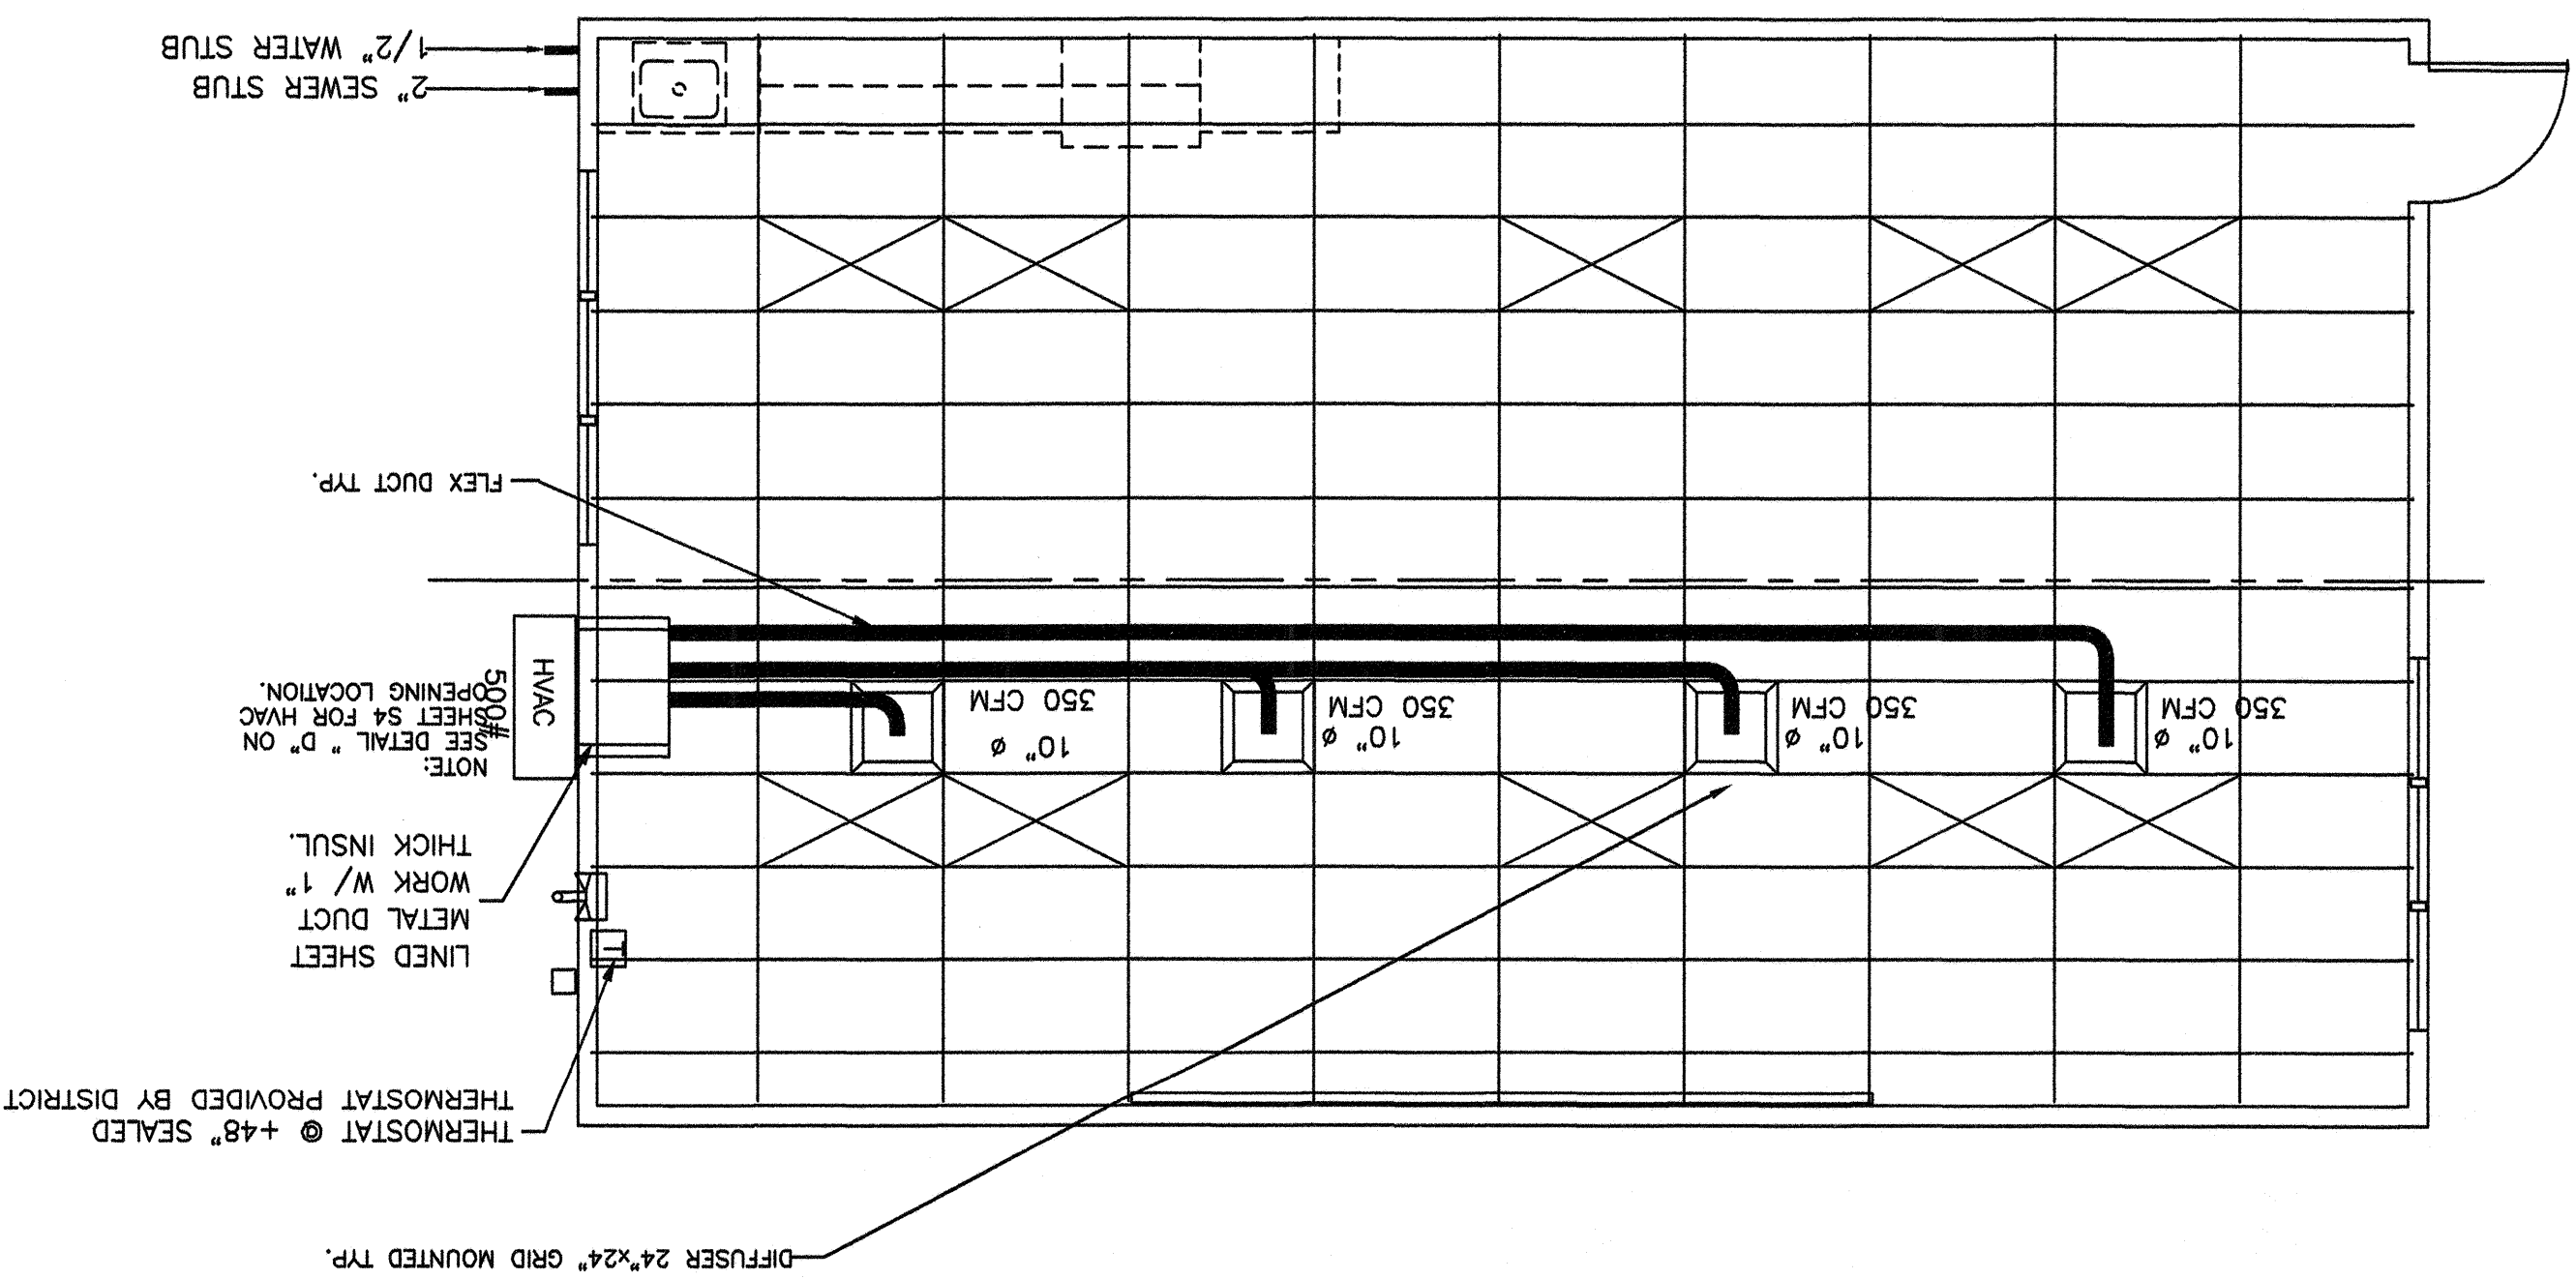 DIFFUSER 24"x24" GRID MOUNTED TYP.
THERMOSTAT @ +48" SEALED
THERMOSTAT PROVIDED BY DISTRICT
T
LINED SHEET
METAL DUCT
WORK W/ 1"
THICK INSUL.
NOTE:
SEE DETAIL " D" ON
SHEET S4 FOR HVAC
OPENING LOCATION.
HVAC
500#
10" ø
350 CFM
10" ø
350 CFM
10" ø
350 CFM
10" ø
350 CFM
FLEX DUCT TYP.
2" SEWER STUB
1/2" WATER STUB